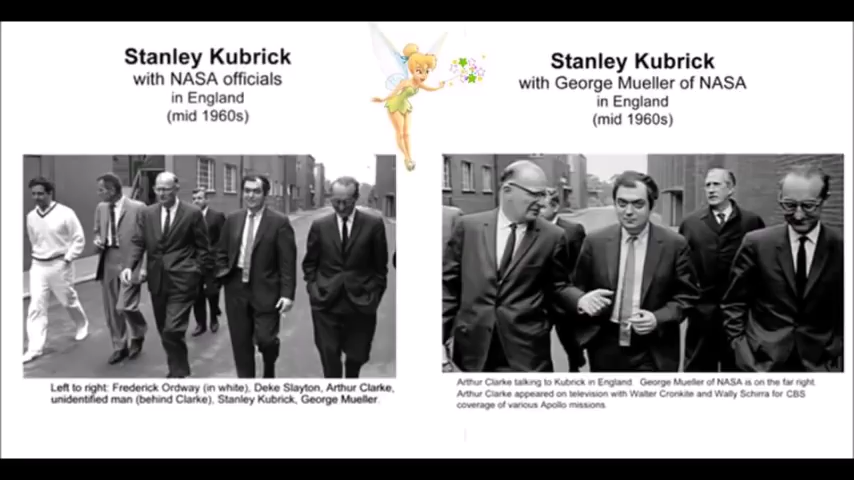 Stanley Kubrick
with NASA officials
in England
(mid 1960s)
Left to right: Frederick Ordway (in white), Deke Slayton, Arthur Clarke,
unidentified man (behind Clarke), Stanley Kubrick, George Mueller.
Stanley Kubrick
with George Mueller of NASA
in England
(mid 1960s)
Arthur Clarke talking to Kubrick in England. George Mueller of NASA is on the far right.
Arthur Clarke appeared on television with Walter Cronkite and Wally Schirra for CBS
coverage of various Apollo missions.